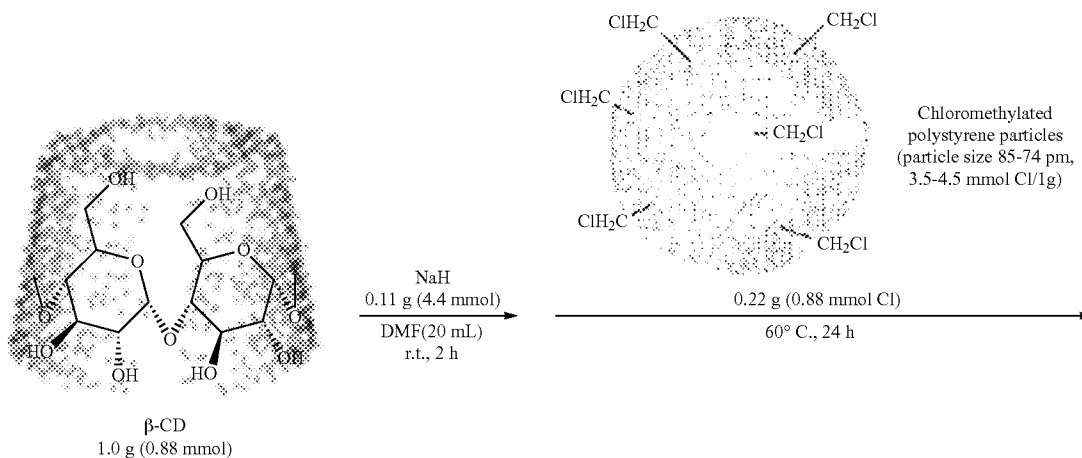 ClH₂C
CH₂Cl
ClH₂C
CH₂Cl
ClH₂C
CH₂Cl
Chloromethylated
polystyrene particles
(particle size 85-74 pm,
3.5-4.5 mmol Cl/1g)
OH
OH
O
O
O
O
O
HO
OH
HO
OH
NaH
0.11 g (4.4 mmol)
DMF(20 mL)
r.t., 2 h
0.22 g (0.88 mmol Cl)
60° C., 24 h
β-CD
1.0 g (0.88 mmol)